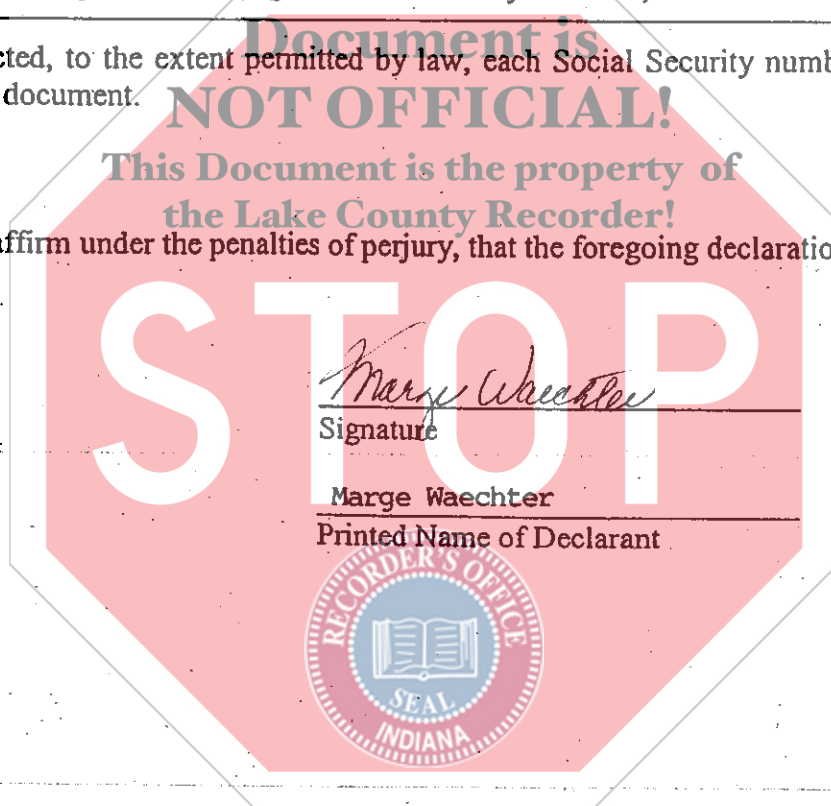 Document is
cted, to the extent permitted by law, each Social Security numb
document.
NOT OFFICIAL!
This Document is the property of
the Lake County Recorder!
affirm under the penalties of perjury, that the foregoing declaratio
STOP
Marge Waechter
Signature
Marge Waechter
Printed Name of Declarant
RECORDER'S OFFICE
SEAL
INDIANA